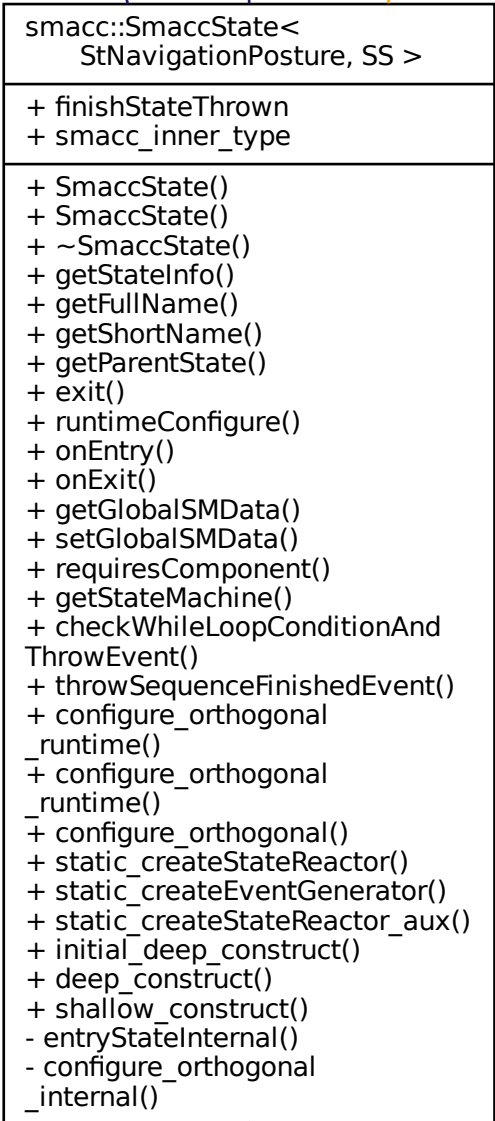 smacc::SmaccState<
StNavigationPosture, SS >
+ finishStateThrown
+ smacc_inner_type
+ SmaccState()
+ SmaccState()
+ ~SmaccState()
+ getStateInfo()
+ getFullName()
+ getShortName()
+ getParentState()
+ exit()
+ runtimeConfigure()
+ onEntry()
+ onExit()
+ getGlobalSMData()
+ setGlobalSMData()
+ requiresComponent()
+ getStateMachine()
+ checkWhileLoopConditionAnd
ThrowEvent()
+ throwSequenceFinishedEvent()
+ configure_orthogonal
_runtime()
+ configure_orthogonal
_runtime()
+ configure_orthogonal()
+ static_createStateReactor()
+ static_createEventGenerator()
+ static_createStateReactor_aux()
+ initial_deep_construct()
+ deep_construct()
+ shallow_construct()
- entryStateInternal()
- configure_orthogonal
_internal()